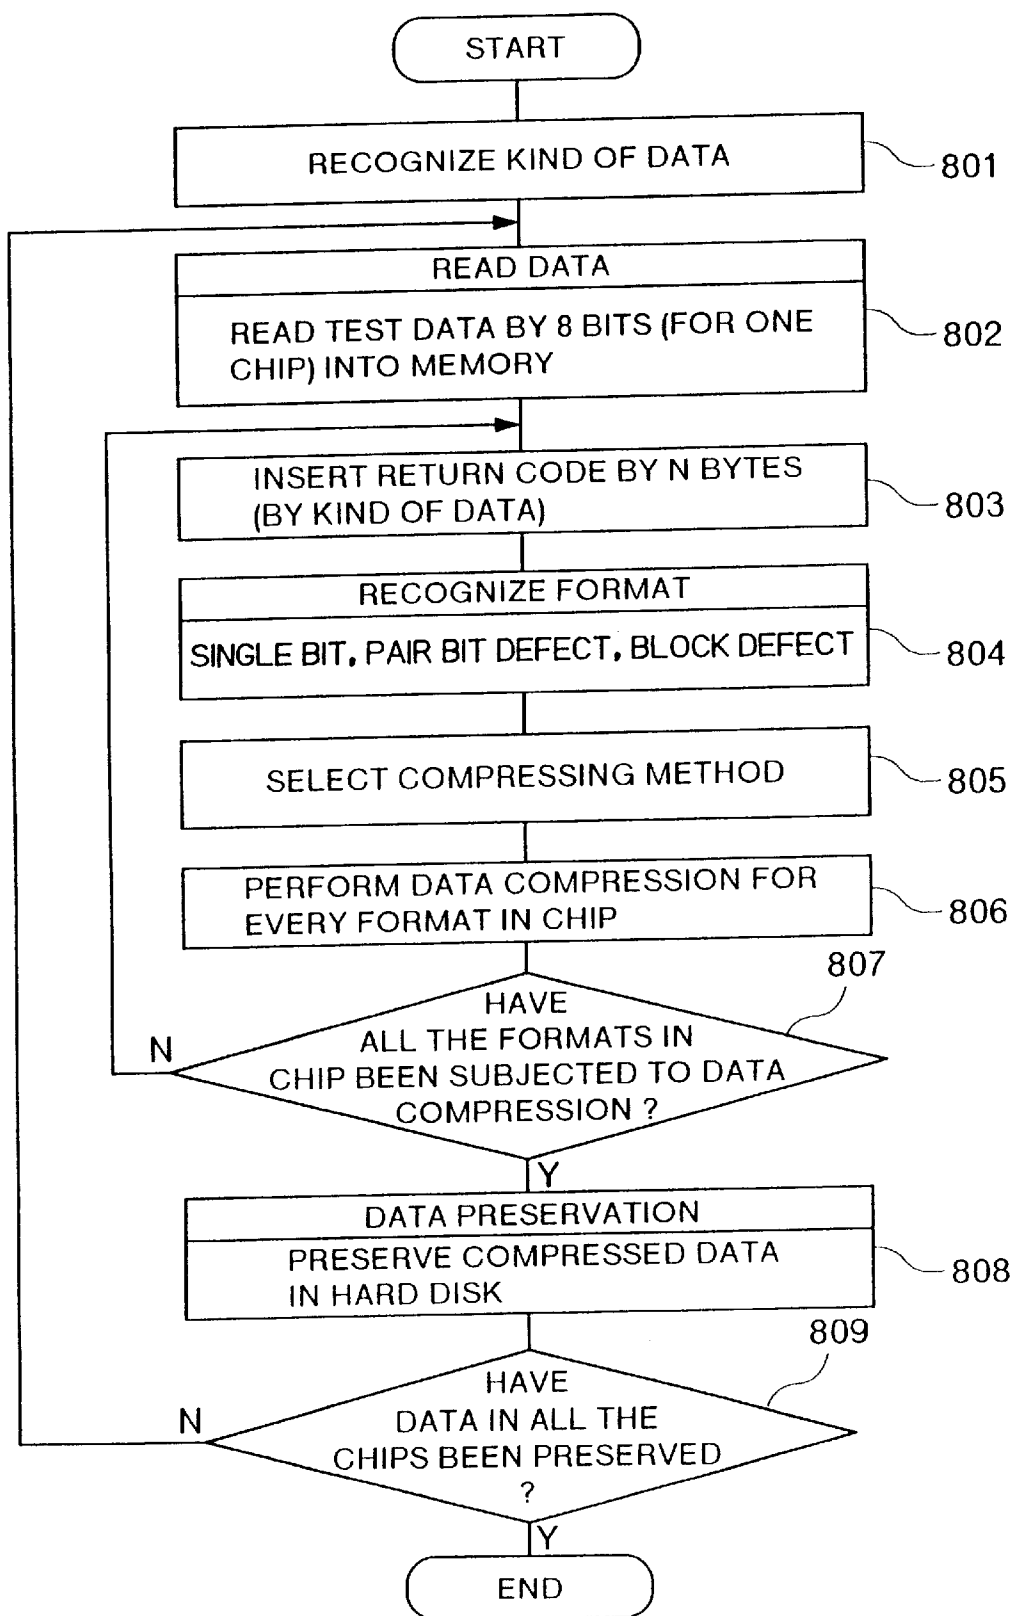 START
RECOGNIZE KIND OF DATA
801
READ DATA
READ TEST DATA BY 8 BITS (FOR ONE
CHIP) INTO MEMORY
802
INSERT RETURN CODE BY N BYTES
(BY KIND OF DATA)
803
RECOGNIZE FORMAT
SINGLE BIT, PAIR BIT DEFECT, BLOCK DEFECT
804
SELECT COMPRESSING METHOD
805
PERFORM DATA COMPRESSION FOR
EVERY FORMAT IN CHIP
806
807
HAVE
ALL THE FORMATS IN
CHIP BEEN SUBJECTED TO DATA
COMPRESSION ?
N
Y
DATA PRESERVATION
PRESERVE COMPRESSED DATA
IN HARD DISK
808
809
HAVE
DATA IN ALL THE
CHIPS BEEN PRESERVED
?
N
Y
END